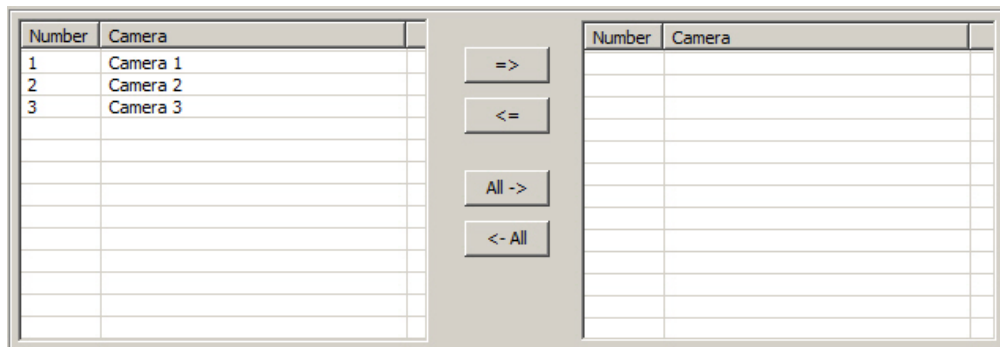 Number Camera
1 Camera 1
2 Camera 2
3 Camera 3
=>
<=
All ->
<- All
Number Camera